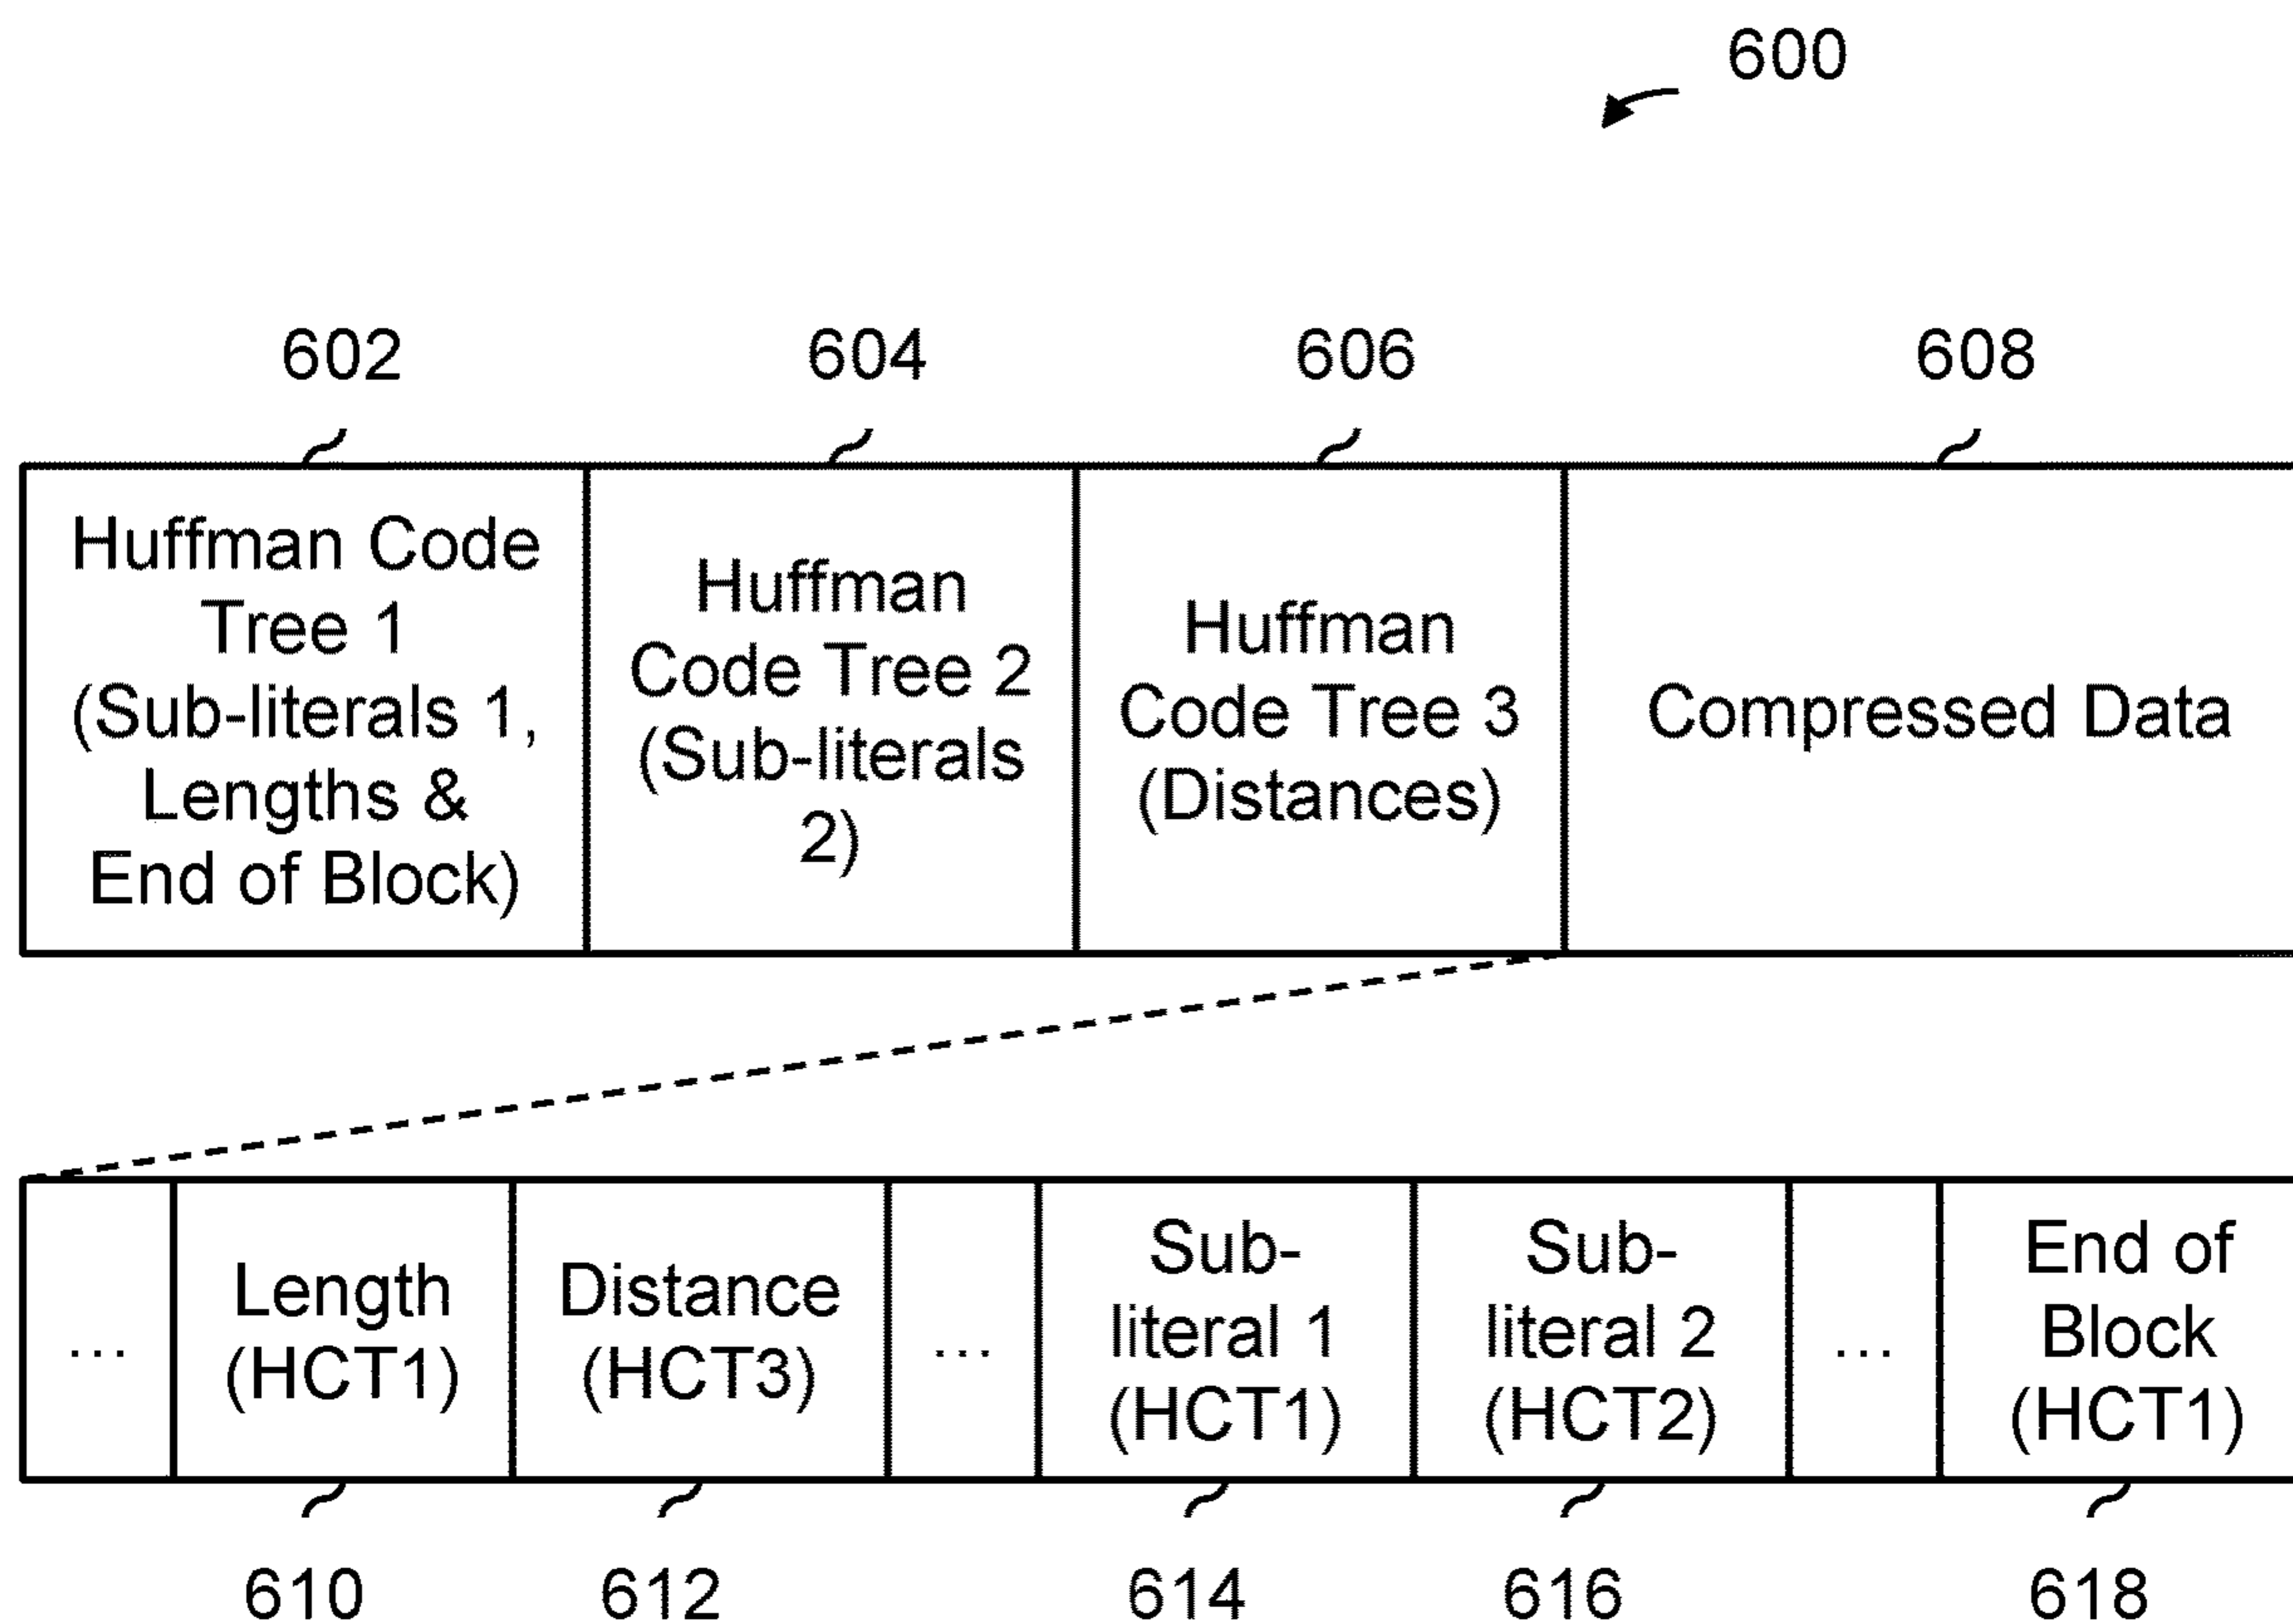 600
602
604
606
608
Huffman Code
Tree 1
(Sub-literals 1,
Lengths &
End of Block)
Huffman
Code Tree 2
(Sub-literals
2)
Huffman
Code Tree 3
(Distances)
Compressed Data
...
Length
(HCT1)
Distance
(HCT3)
...
Sub-
literal 1
(HCT1)
Sub-
literal 2
(HCT2)
...
End of
Block
(HCT1)
610
612
614
616
618